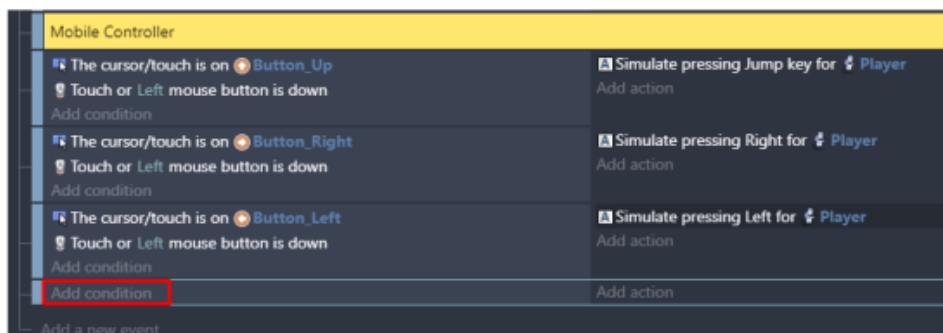 Mobile Controller
The cursor/touch is on Button_Up
Simulate pressing Jump key for Player
Touch or Left mouse button is down
Add action
Add condition
The cursor/touch is on Button_Right
Simulate pressing Right for Player
Touch or Left mouse button is down
Add action
Add condition
The cursor/touch is on Button_Left
Simulate pressing Left for Player
Touch or Left mouse button is down
Add action
Add condition
Add condition
Add action
Add a new event